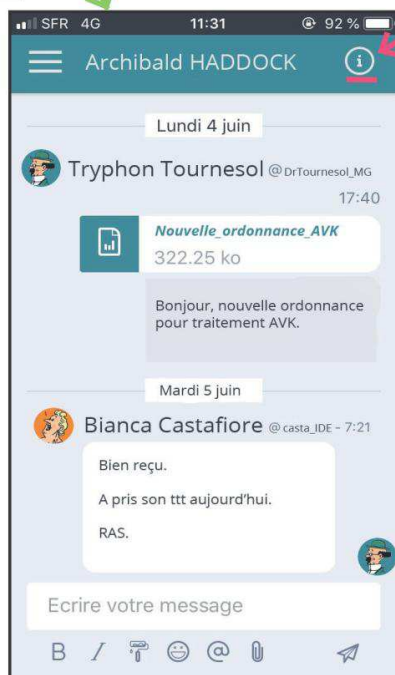 SFR 4G 11:31 92 %
Archibald HADDOCK
Lundi 4 juin
Tryphon Tournesol @DrTournesol_MG
17:40
Nouvelle_ordonnance_AVK
322.25 ko
Bonjour, nouvelle ordonnance
pour traitement AVK.
Mardi 5 juin
Bianca Castafiore @casta_IDE - 7:21
Bien reçu.
A pris son ttt aujourd'hui.
RAS.
Ecrire votre message
B I @